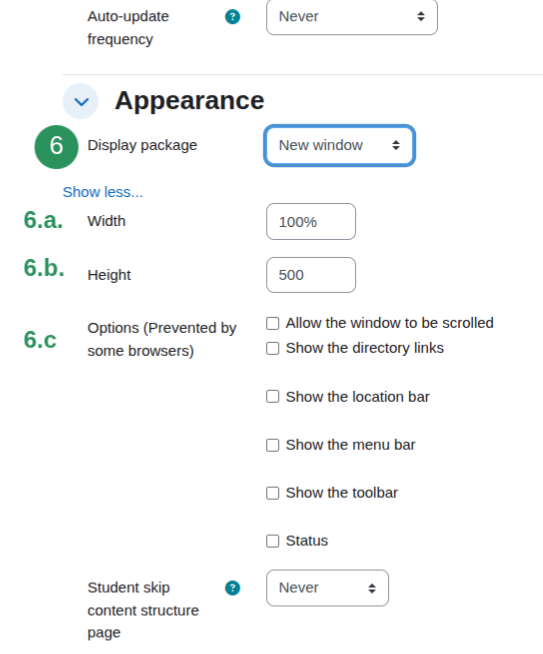 Auto-update frequency ? Never
Appearance
6 Display package New window
Show less...
6.a. Width 100%
6.b. Height 500
6.c Options (Prevented by some browsers)
Allow the window to be scrolled
Show the directory links
Show the location bar
Show the menu bar
Show the toolbar
Status
Student skip content structure page ? Never